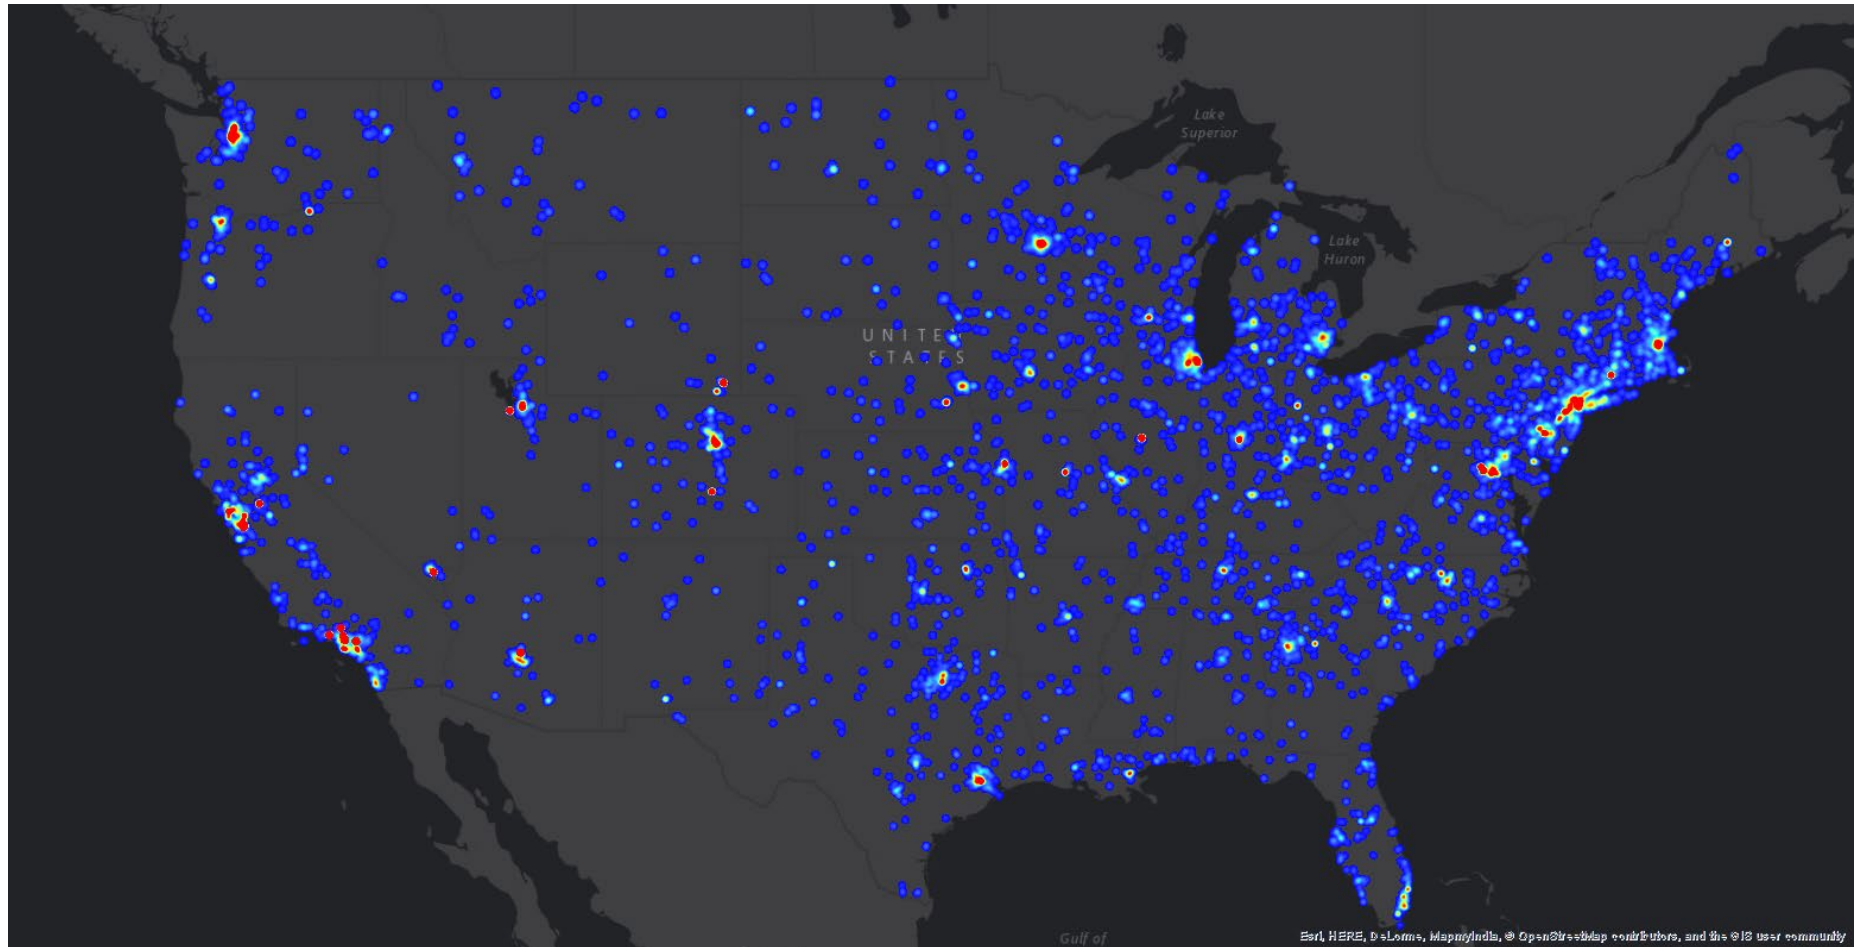 Lake
Superior
Lake
Huron
UNITED
STATES
Gulf of
Esri, HERE, DeLorme, MapmyIndia, © OpenStreetMap contributors, and the GIS user community